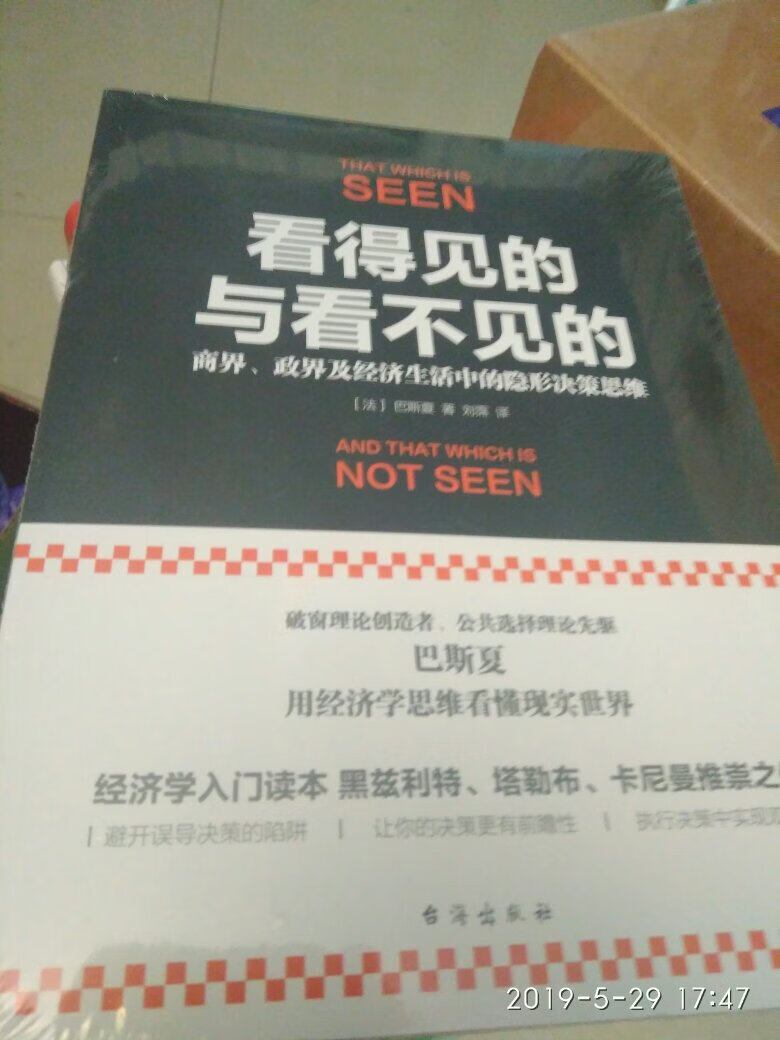 THAT WHICH IS
SEEN
看得见的
与看不见的
商界、政界及经济生活中的隐形决策思维
[法] 巴斯夏 著 刘霈 译
AND THAT WHICH IS
NOT SEEN
破窗理论创造者、公共选择理论先驱
巴斯夏
用经济学思维看懂现实世界
经济学入门读本 黑兹利特、塔勒布、卡尼曼推崇之
| 避开误导决策的陷阱 | 让你的决策更有前瞻性 | 执行决策中实现
台海出版社
2019-5-29 17:47